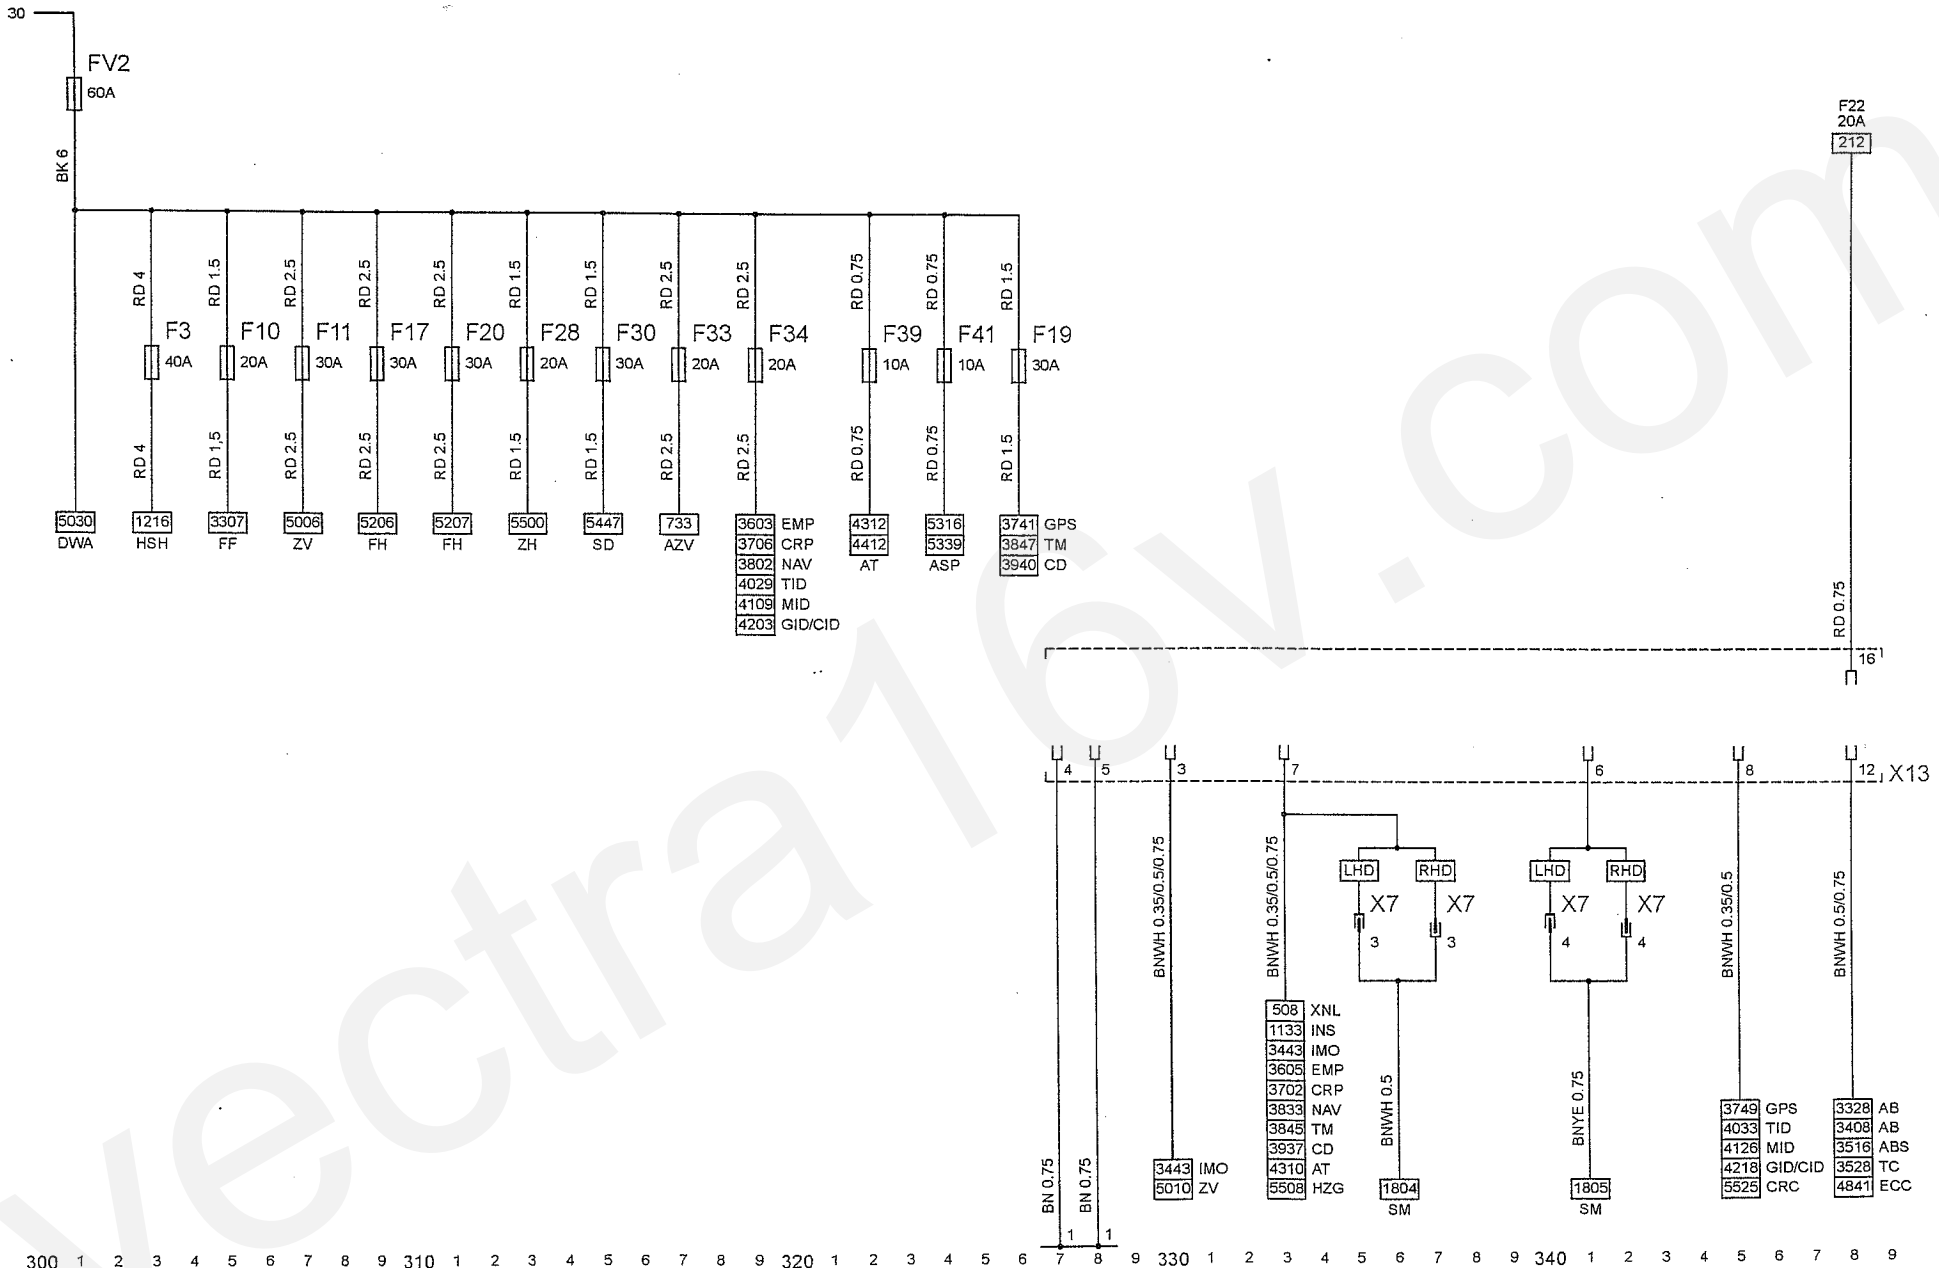 30
FV2
60A
BK 6
F22
20A
212
RD 4
RD 1.5
RD 2.5
RD 2.5
RD 2.5
RD 1.5
RD 1.5
RD 2.5
RD 2.5
RD 0.75
RD 0.75
RD 1.5
F3
40A
F10
20A
F11
30A
F17
30A
F20
30A
F28
20A
F30
30A
F33
20A
F34
20A
F39
10A
F41
10A
F19
30A
RD 4
RD 1,5
RD 2.5
RD 2.5
RD 2.5
RD 1.5
RD 1.5
RD 2.5
RD 2.5
RD 0.75
RD 0.75
RD 1.5
5030
DWA
1216
HSH
3307
FF
5006
ZV
5206
FH
5207
FH
5500
ZH
5447
SD
733
AZV
3603 EMP
3706 CRP
3802 NAV
4029 TID
4109 MID
4203 GID/CID
4312
4412
AT
5316
5339
ASP
3741 GPS
3847 TM
3940 CD
RD 0.75
16
4
5
3
7
6
8
12
X13
BNWH 0.35/0.5/0.75
BNWH 0.35/0.5/0.75
LHD
RHD
X7
3
X7
3
LHD
RHD
X7
4
X7
4
BNWH 0.35/0.5
BNWH 0.5/0.75
508 XNL
1133 INS
3443 IMO
3605 EMP
3702 CRP
3833 NAV
3845 TM
3937 CD
4310 AT
5508 HZG
BNWH 0.5
BNYE 0.75
3749 GPS
4033 TID
4126 MID
4218 GID/CID
5525 CRC
3328 AB
3408 AB
3516 ABS
3528 TC
4841 ECC
BN 0.75
BN 0.75
3443 IMO
5010 ZV
1804
SM
1805
SM
1
1
300 1 2 3 4 5 6 7 8 9 310 1 2 3 4 5 6 7 8 9 320 1 2 3 4 5 6 7 8 9 330 1 2 3 4 5 6 7 8 9 340 1 2 3 4 5 6 7 8 9
vectra16v.com